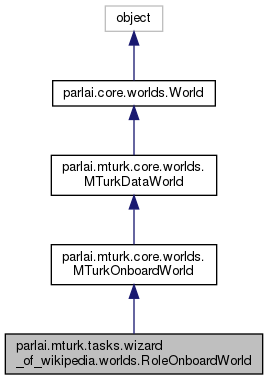 object
parlai.core.worlds.World
parlai.mturk.core.worlds.
MTurkDataWorld
parlai.mturk.core.worlds.
MTurkOnboardWorld
parlai.mturk.tasks.wizard
_of_wikipedia.worlds.RoleOnboardWorld